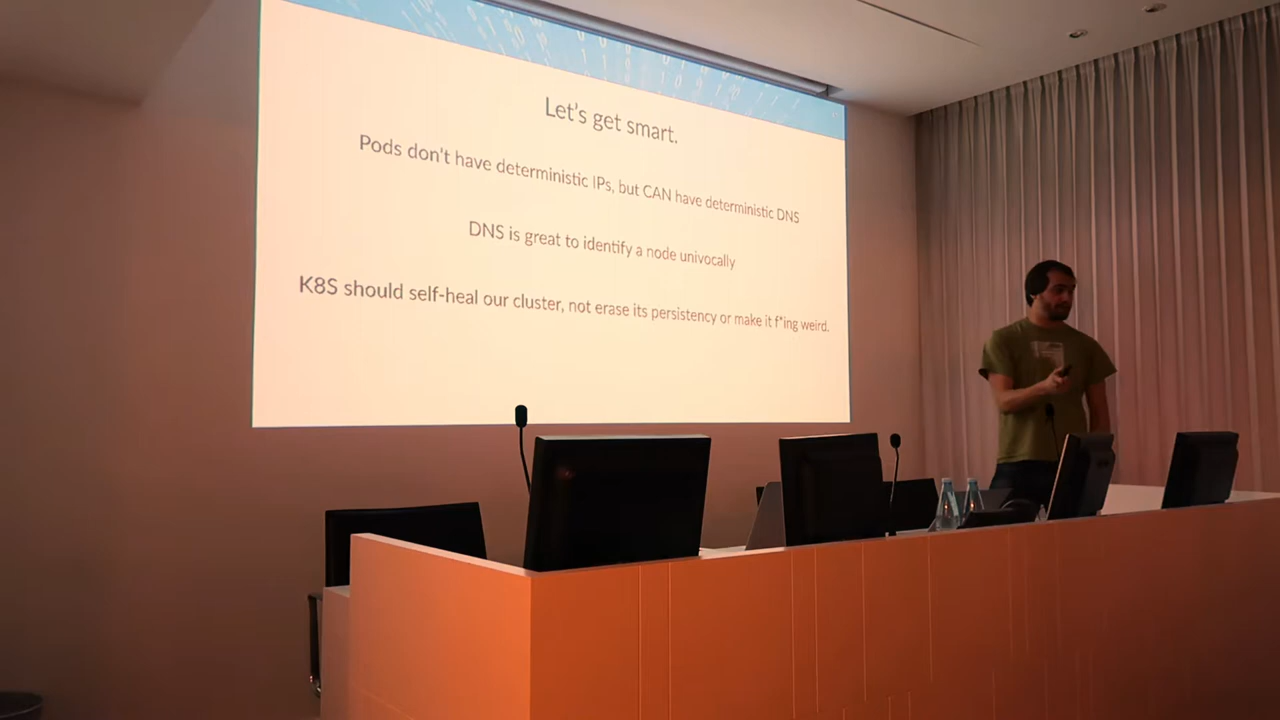 Let's get smart.
Pods don't have deterministic IPs, but CAN have deterministic DNS
DNS is great to identify a node univocally
K8S should self-heal our cluster, not erase its persistency or make it f*ing weird.